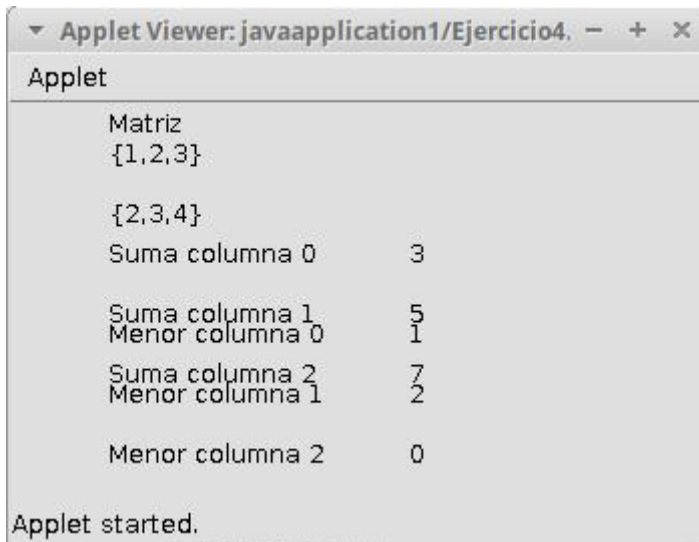 Applet Viewer: javaapplication1/Ejercicio4.
Applet
Matriz
{1,2,3}
{2,3,4}
Suma columna 0 3
Suma columna 1 5
Menor columna 0 1
Suma columna 2 7
Menor columna 1 2
Menor columna 2 0
Applet started.